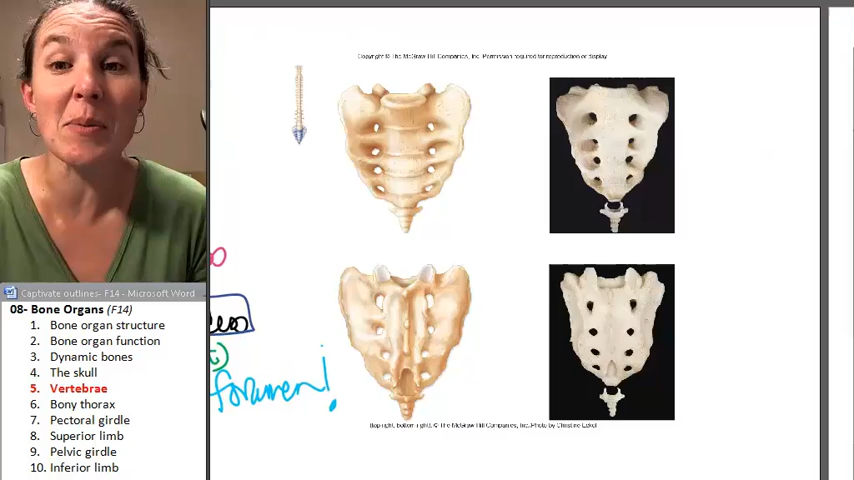 Copyright © The McGraw Hill Companies, Inc. Permission required for reproduction or display
Captivate outlines- F14 - Microsoft Word
08- Bone Organs (F14)
1. Bone organ structure
2. Bone organ function
3. Dynamic bones
4. The skull
5. Vertebrae
6. Bony thorax
7. Pectoral girdle
8. Superior limb
9. Pelvic girdle
10. Inferior limb
foramen!
(top right, bottom right): © The McGraw Hill Companies, Inc./Photo by Christine Eckel